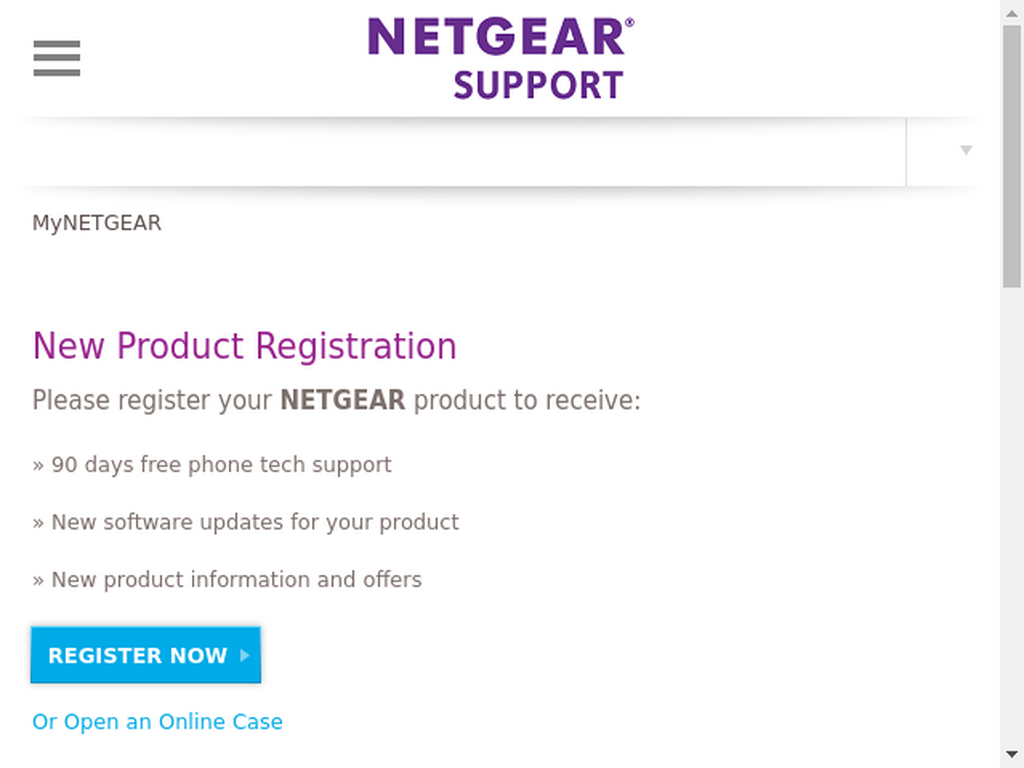 NETGEAR®
SUPPORT
MyNETGEAR
New Product Registration
Please register your NETGEAR product to receive:
» 90 days free phone tech support
» New software updates for your product
» New product information and offers
REGISTER NOW
Or Open an Online Case